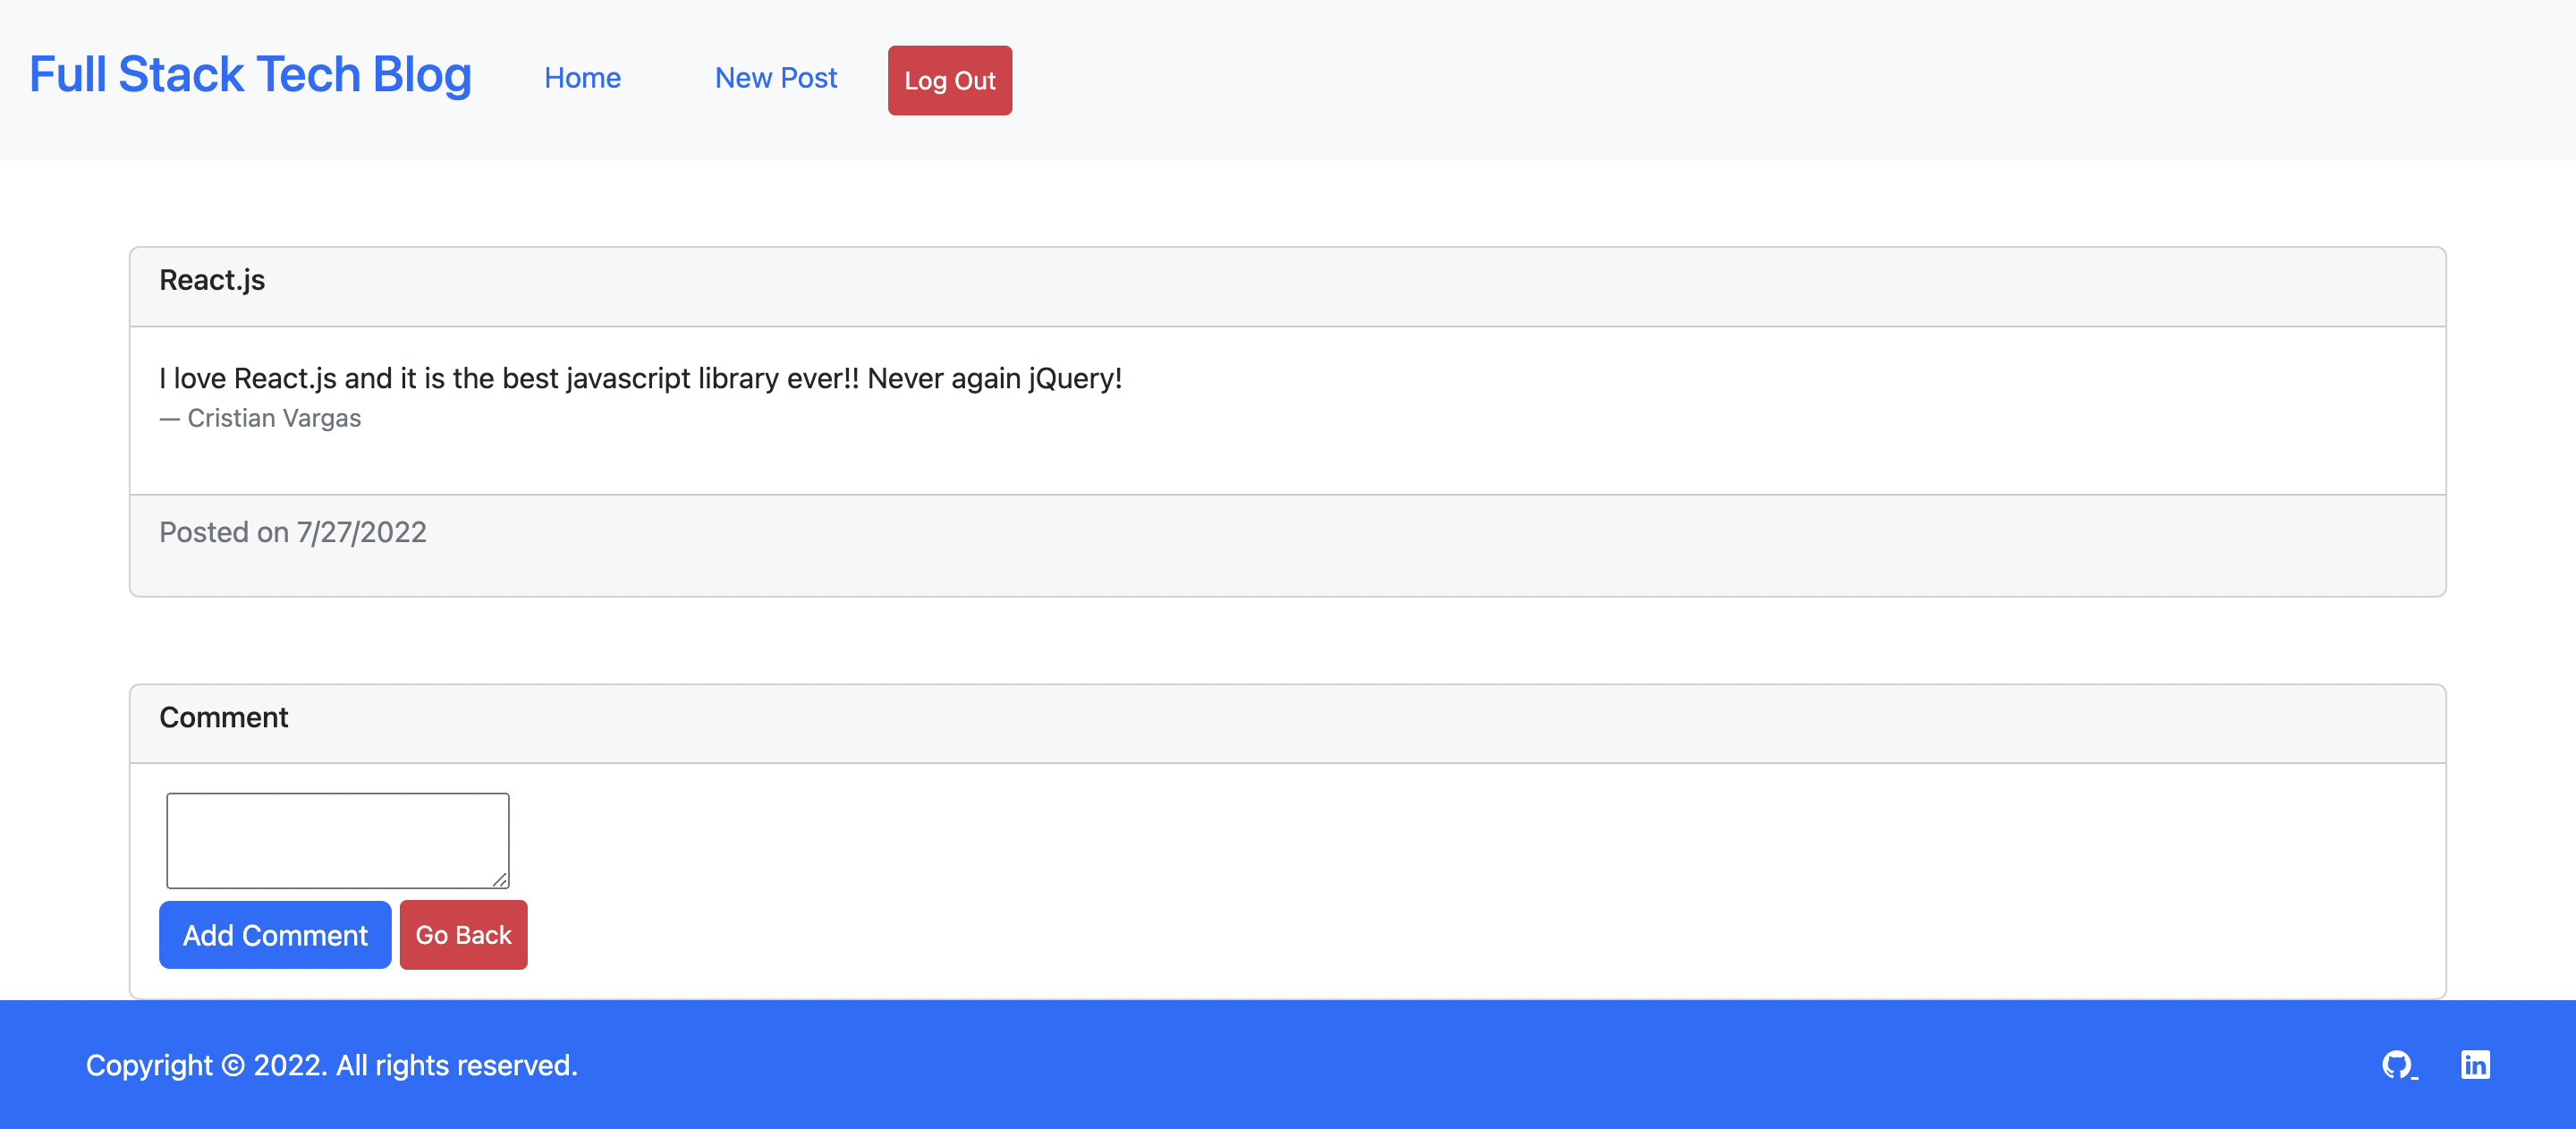 Full Stack Tech Blog Home New Post Log Out
React.js
I love React.js and it is the best javascript library ever!! Never again jQuery!
— Cristian Vargas
Posted on 7/27/2022
Comment
Add Comment Go Back
Copyright © 2022. All rights reserved.